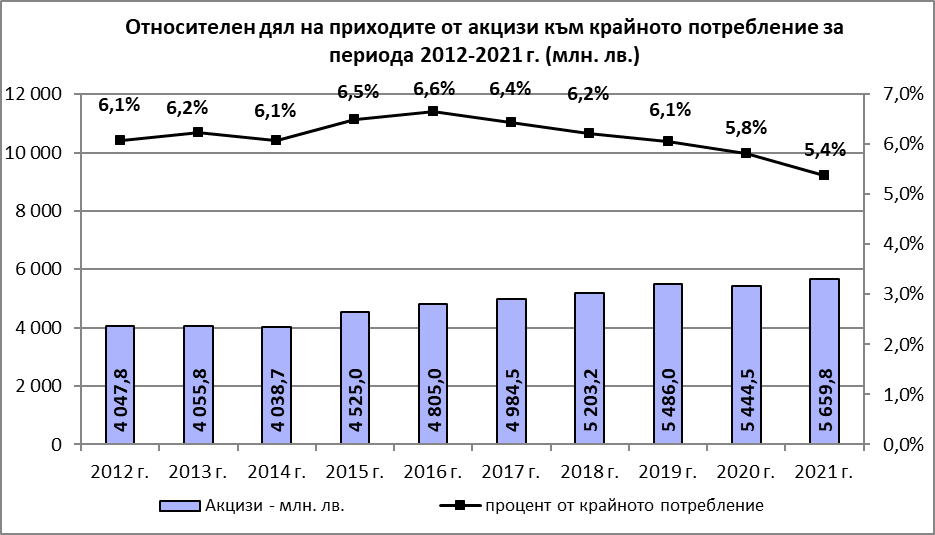 Относителен дял на приходите от акцизи към крайното потребление за
периода 2012-2021 г. (млн. лв.)
12 000
10 000
8 000
6 000
4 000
2 000
0
7,0%
6,0%
5,0%
4,0%
3,0%
2,0%
1,0%
0,0%
6,1% 6,2% 6,1% 6,5% 6,6% 6,4% 6,2% 6,1% 5,8% 5,4%
4 047,8 4 055,8 4 038,7 4 525,0 4 805,0 4 984,5 5 203,2 5 486,0 5 444,5 5 659,8
2012 г. 2013 г. 2014 г. 2015 г. 2016 г. 2017 г. 2018 г. 2019 г. 2020 г. 2021 г.
Акцизи - млн. лв. процент от крайното потребление